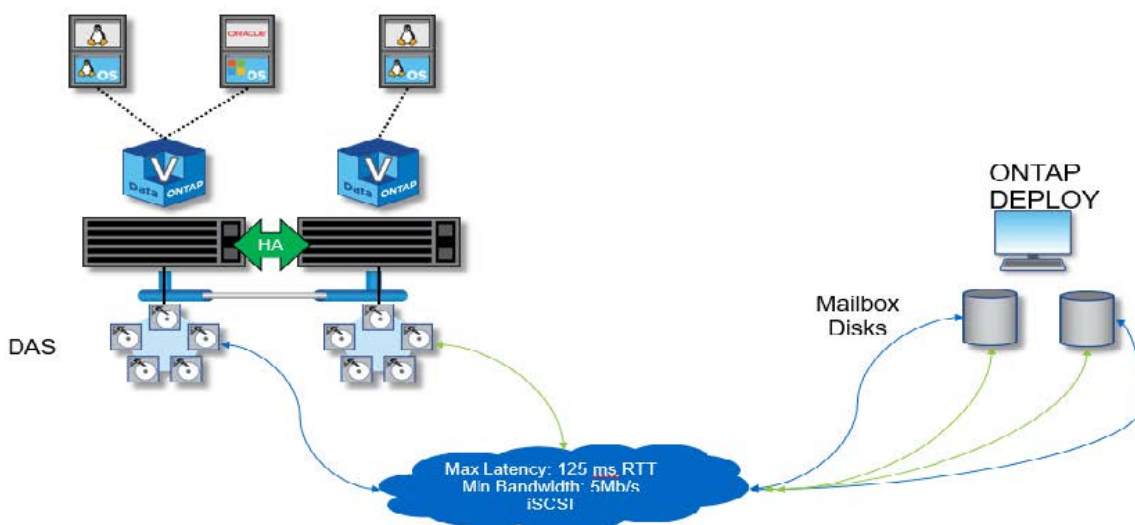 ORACLE
OS
OS
OS
V
Data ONTAP
V
Data ONTAP
HA
DAS
ONTAP
DEPLOY
Mailbox
Disks
Max Latency: 125 ms RTT
Min Bandwidth: 5Mb/s
iSCSI